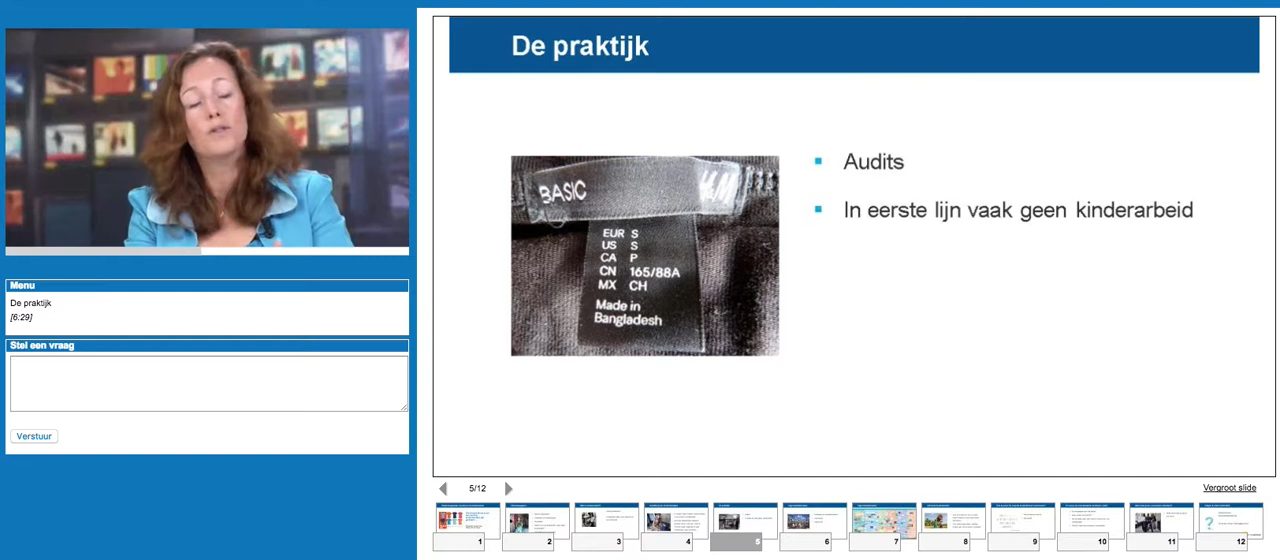 De praktijk
BASIC
H&M
EUR S
US S
CA P
CN 165/88A
MX CH
Made in
Bangladesh
Audits
In eerste lijn vaak geen kinderarbeid
Menu
De praktijk
[6:29]
Stel een vraag
Verstuur
5/12
Vergroot slide
1
2
3
4
5
6
7
8
9
10
11
12